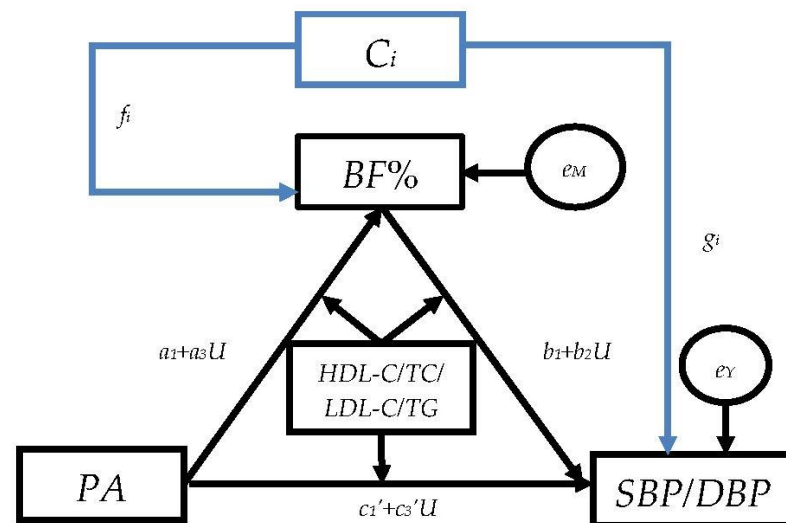 Ci
fi
BF%
eM
gi
a1+a3U
HDL-C/TC/
LDL-C/TG
b1+b2U
eY
PA
c1'+c3'U
SBP/DBP